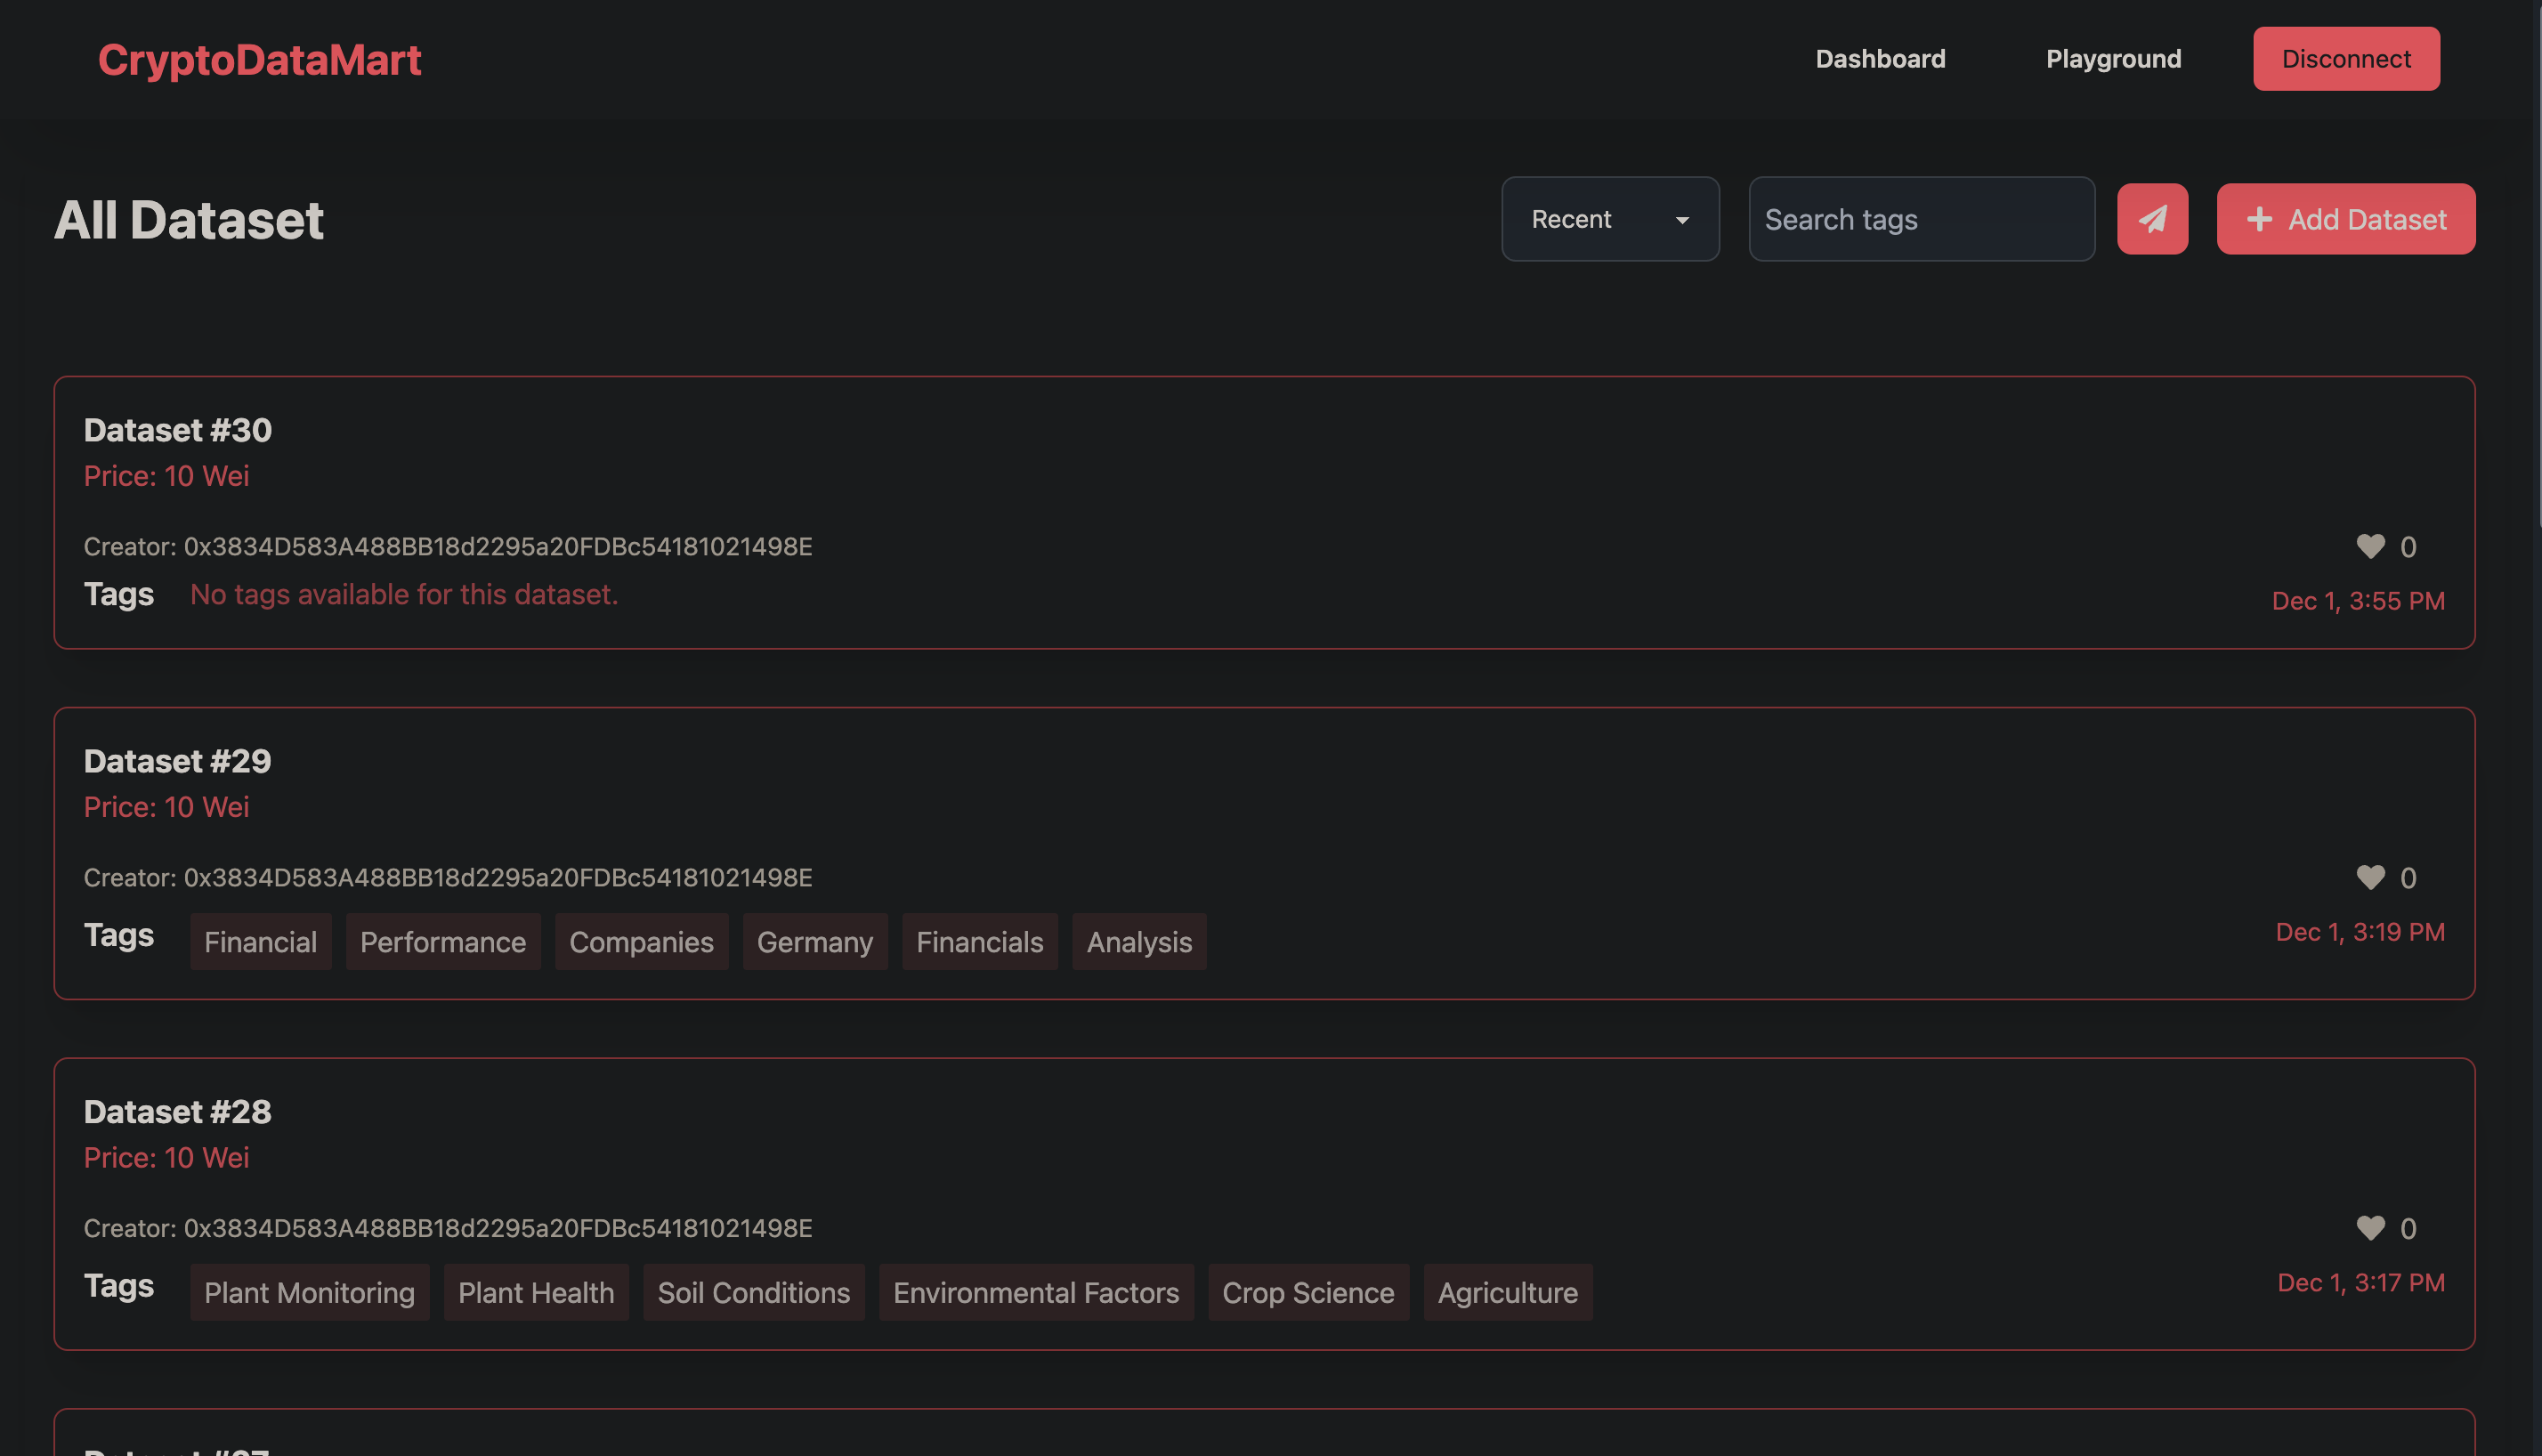 CryptoDataMart Dashboard Playground Disconnect
All Dataset Recent Search tags Add Dataset
Dataset #30
Price: 10 Wei
Creator: 0x3834D583A488BB18d2295a20FDBc54181021498E 0
Tags No tags available for this dataset. Dec 1, 3:55 PM
Dataset #29
Price: 10 Wei
Creator: 0x3834D583A488BB18d2295a20FDBc54181021498E 0
Tags Financial Performance Companies Germany Financials Analysis Dec 1, 3:19 PM
Dataset #28
Price: 10 Wei
Creator: 0x3834D583A488BB18d2295a20FDBc54181021498E 0
Tags Plant Monitoring Plant Health Soil Conditions Environmental Factors Crop Science Agriculture Dec 1, 3:17 PM